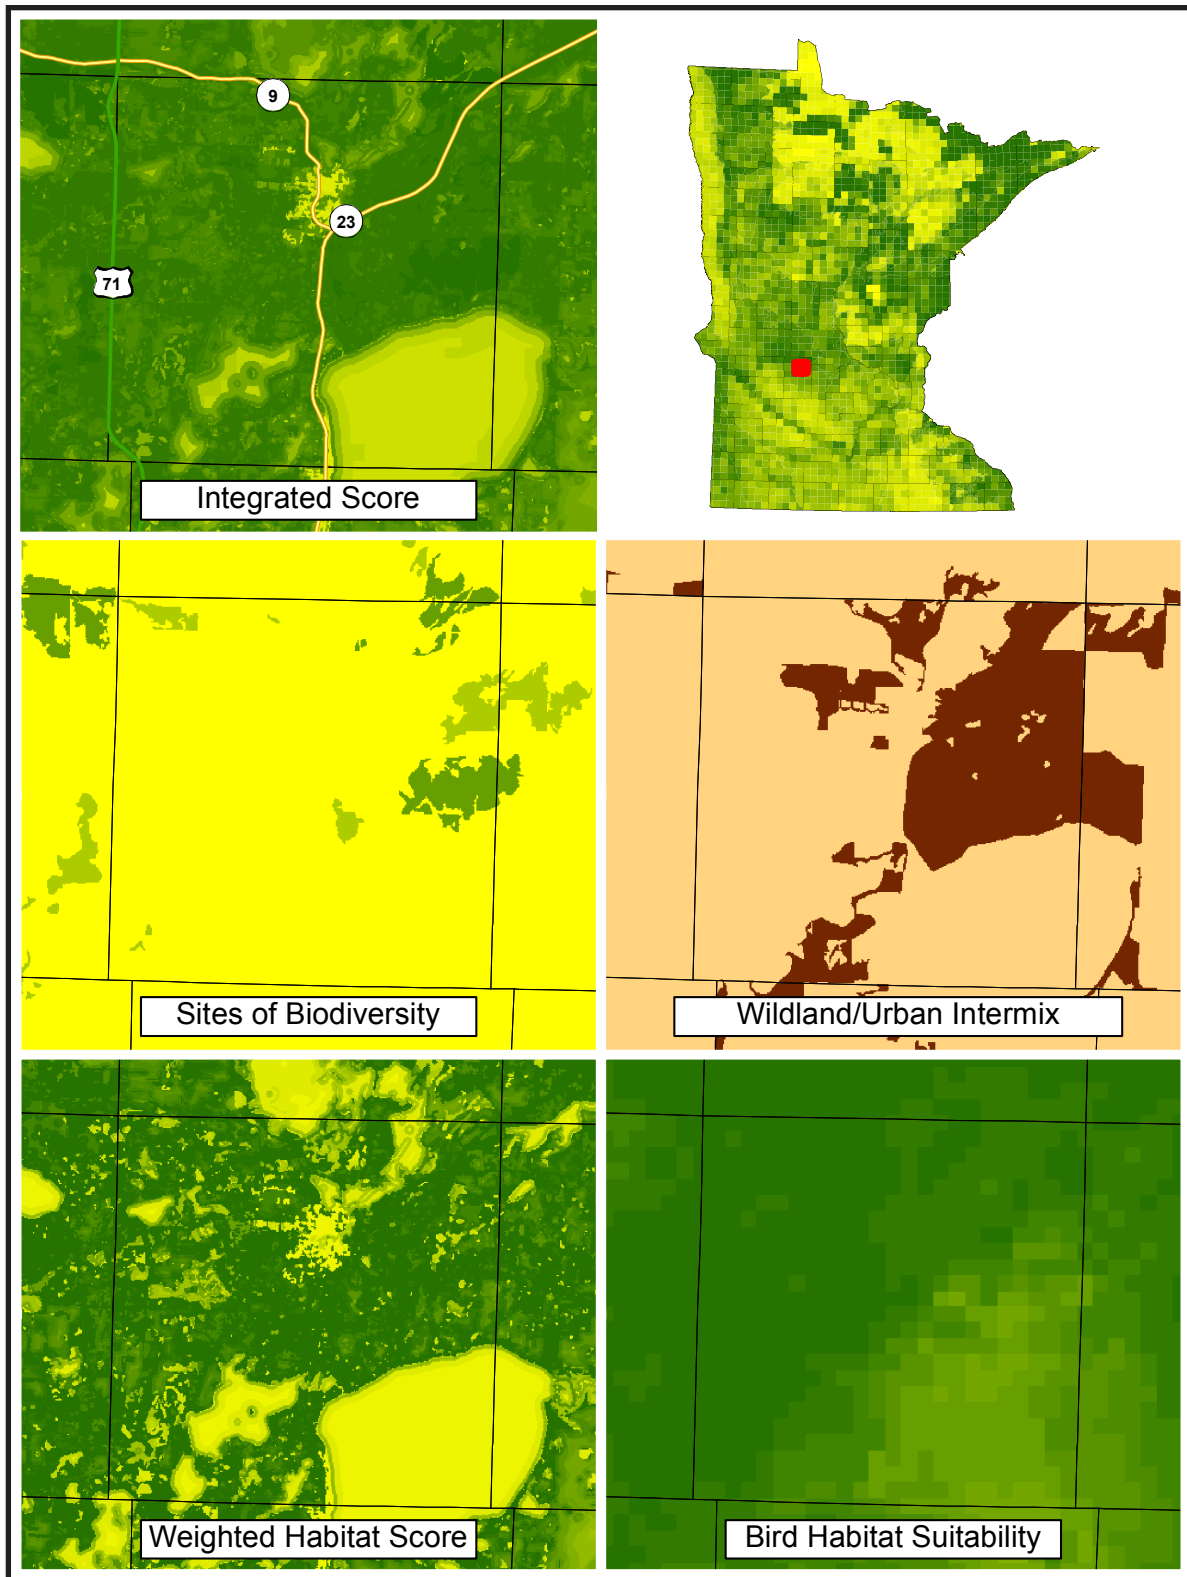 9
23
71
Integrated Score
Sites of Biodiversity
Wildland/Urban Intermix
Weighted Habitat Score
Bird Habitat Suitability